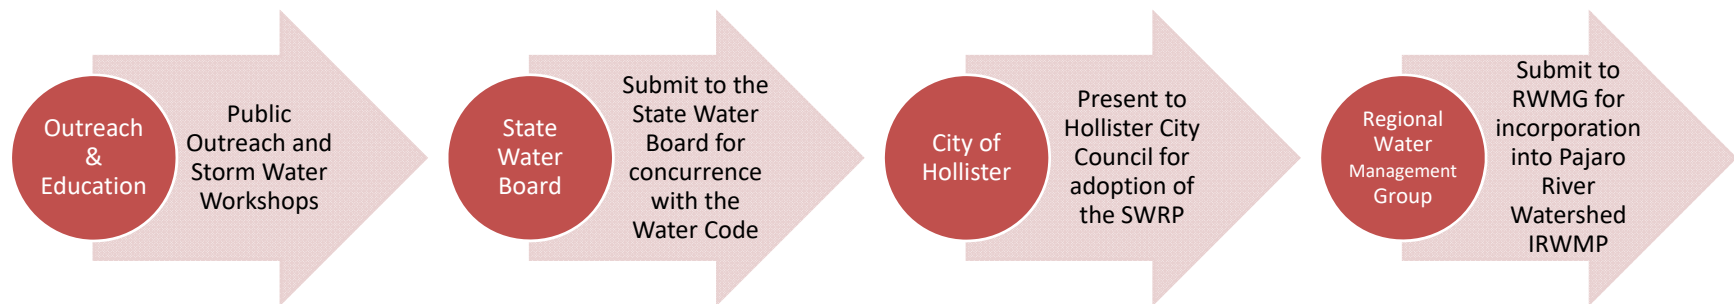 Outreach
&
Education
Public
Outreach and
Storm Water
Workshops
State
Water
Board
Submit to the
State Water
Board for
concurrence
with the
Water Code
City of
Hollister
Present to
Hollister City
Council for
adoption of
the SWRP
Regional
Water
Management
Group
Submit to
RWMG for
incorporation
into Pajaro
River
Watershed
IRWMP